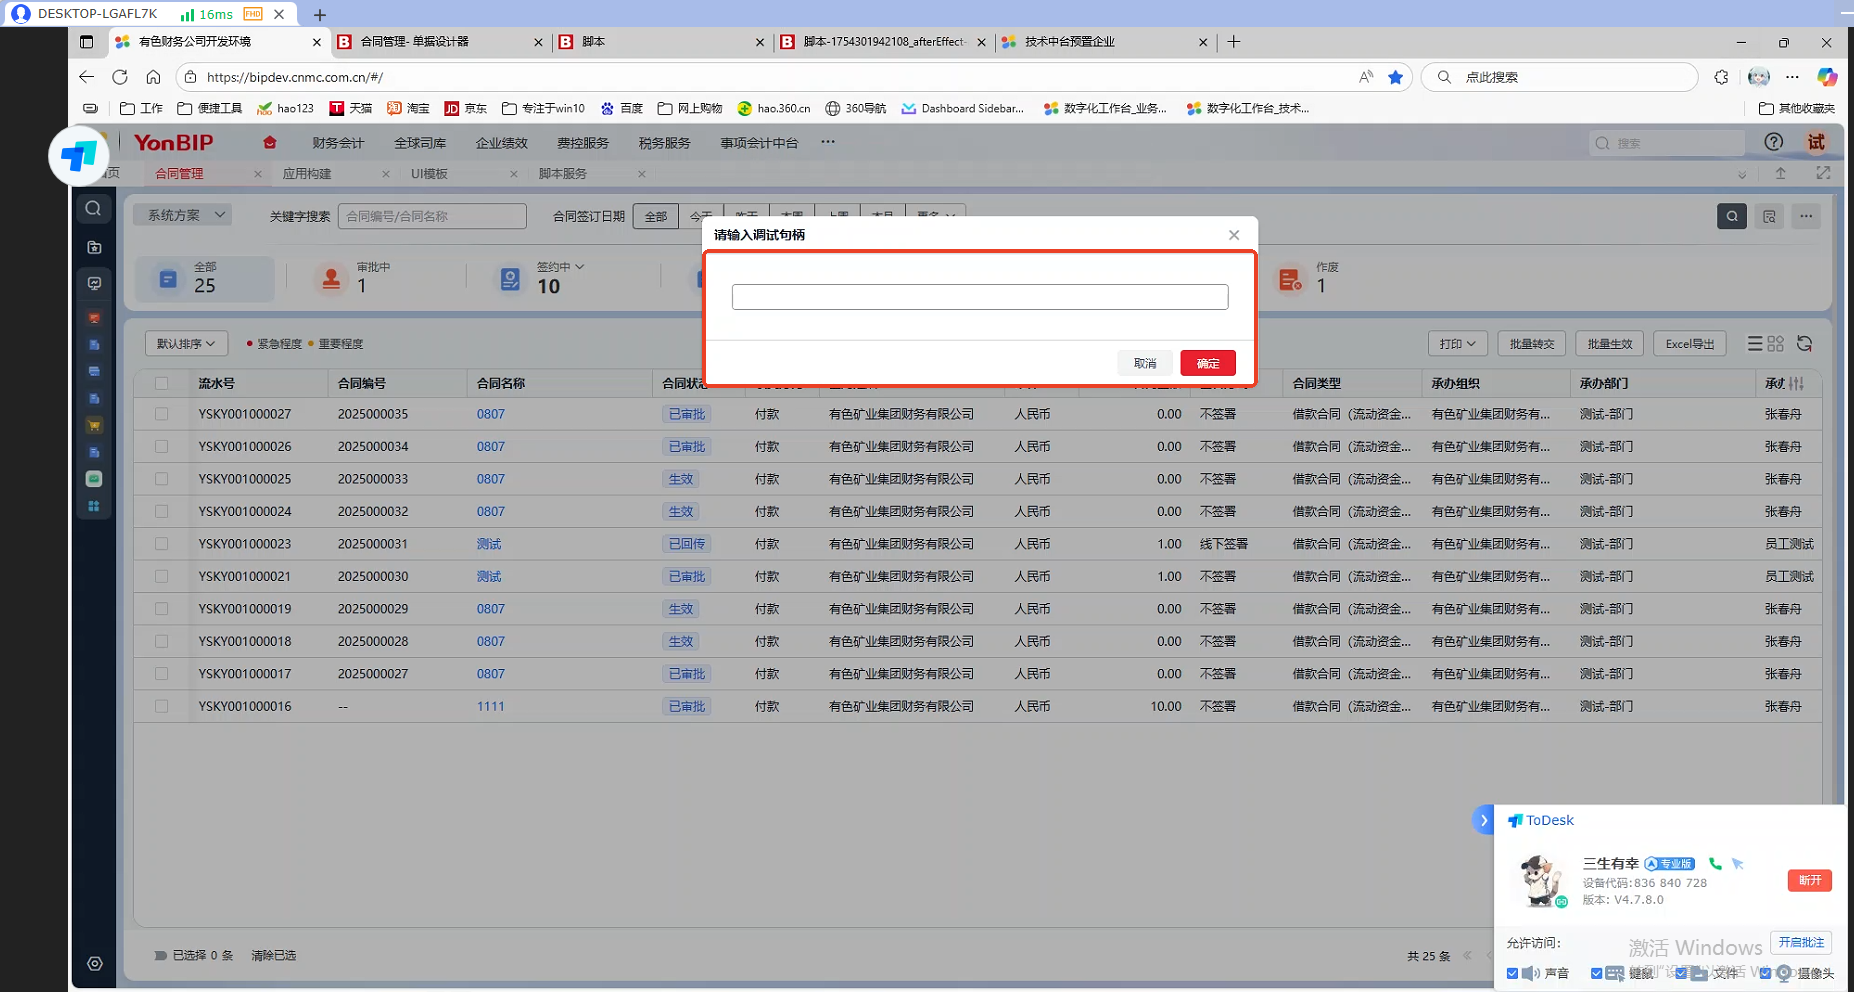 DESKTOP-LGAFL7K 16ms FHD
有色财务公司开发环境
合同管理- 单据设计器
脚本
脚本-1754301942108_afterEffect-
技术中台预置企业
https://bipdev.cnmc.com.cn/#/
点此搜索
工作 便捷工具 hao123 天猫 淘宝 京东 专注于win10 百度 网上购物 hao.360.cn 360导航 Dashboard Sidebar... 数字化工作台_业务... 数字化工作台_技术... 其他收藏夹
YonBIP 财务会计 全球司库 企业绩效 费控服务 税务服务 事项会计中台 ··· 搜索 试
页 合同管理 应用构建 UI模板 脚本服务
系统方案 关键字搜索 合同编号/合同名称 合同签订日期 全部
请输入调试句柄
全部 25
审批中 1
签约中 10
作废 1
取消 确定
默认排序 紧急程度 重要程度 打印 批量转交 批量生效 Excel导出
流水号 合同编号 合同名称 合同状 合同类型 承办组织 承办部门 承
YSKY001000027 2025000035 0807 已审批 付款 有色矿业集团财务有限公司 人民币 0.00 不签署 借款合同（流动资金... 有色矿业集团财务有... 测试-部门 张春舟
YSKY001000026 2025000034 0807 已审批 付款 有色矿业集团财务有限公司 人民币 0.00 不签署 借款合同（流动资金... 有色矿业集团财务有... 测试-部门 张春舟
YSKY001000025 2025000033 0807 生效 付款 有色矿业集团财务有限公司 人民币 0.00 不签署 借款合同（流动资金... 有色矿业集团财务有... 测试-部门 张春舟
YSKY001000024 2025000032 0807 生效 付款 有色矿业集团财务有限公司 人民币 0.00 不签署 借款合同（流动资金... 有色矿业集团财务有... 测试-部门 张春舟
YSKY001000023 2025000031 测试 已回传 付款 有色矿业集团财务有限公司 人民币 1.00 线下签署 借款合同（流动资金... 有色矿业集团财务有... 测试-部门 员工测试
YSKY001000021 2025000030 测试 已审批 付款 有色矿业集团财务有限公司 人民币 1.00 不签署 借款合同（流动资金... 有色矿业集团财务有... 测试-部门 员工测试
YSKY001000019 2025000029 0807 生效 付款 有色矿业集团财务有限公司 人民币 0.00 不签署 借款合同（流动资金... 有色矿业集团财务有... 测试-部门 张春舟
YSKY001000018 2025000028 0807 生效 付款 有色矿业集团财务有限公司 人民币 0.00 不签署 借款合同（流动资金... 有色矿业集团财务有... 测试-部门 张春舟
YSKY001000017 2025000027 0807 已审批 付款 有色矿业集团财务有限公司 人民币 0.00 不签署 借款合同（流动资金... 有色矿业集团财务有... 测试-部门 张春舟
YSKY001000016 -- 1111 已审批 付款 有色矿业集团财务有限公司 人民币 10.00 不签署 借款合同（流动资金... 有色矿业集团财务有... 测试-部门 张春舟
已选择 0 条 清除已选 共 25 条
ToDesk
三生有幸 专业版
设备代码:836 840 728
版本: V4.7.8.0
断开
允许访问: 开启批注
激活 Windows
声音 键鼠 文件 摄像头